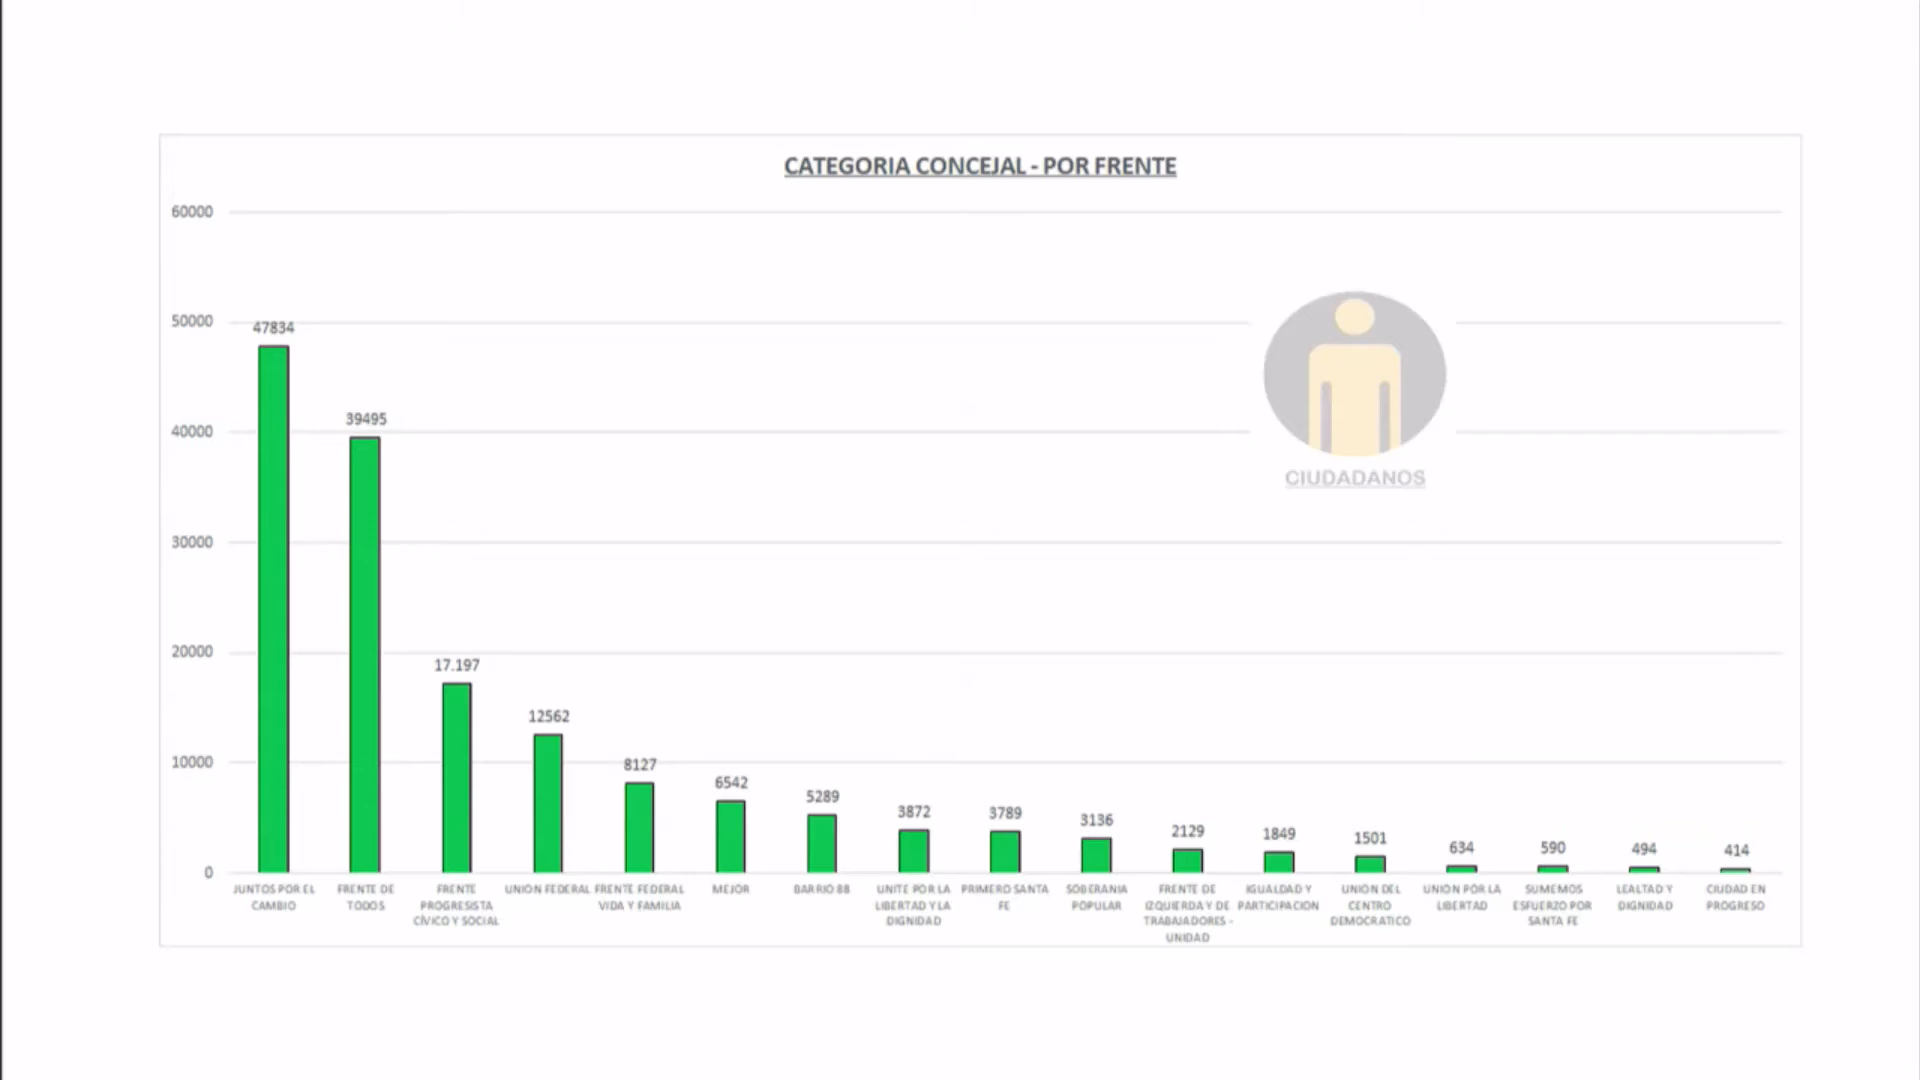 CATEGORIA CONCEJAL - POR FRENTE
60000
50000
40000
30000
20000
10000
0
47834
39495
17.197
12562
8127
6542
5289
3872
3789
3136
2129
1849
1501
634
590
494
414
CIUDADANOS
JUNTOS POR EL
CAMBIO
FRENTE DE
TODOS
FRENTE
PROGRESISTA
CÍVICO Y SOCIAL
UNION FEDERAL
FRENTE FEDERAL
VIDA Y FAMILIA
MEJOR
BARRIO 88
UNITE POR LA
LIBERTAD Y LA
DIGNIDAD
PRIMERO SANTA
FE
SOBERANIA
POPULAR
FRENTE DE
IZQUIERDA Y DE
TRABAJADORES -
UNIDAD
IGUALDAD Y
PARTICIPACION
UNION DEL
CENTRO
DEMOCRATICO
UNION POR LA
LIBERTAD
SUMEMOS
ESFUERZO POR
SANTA FE
LEALTAD Y
DIGNIDAD
CIUDAD EN
PROGRESO